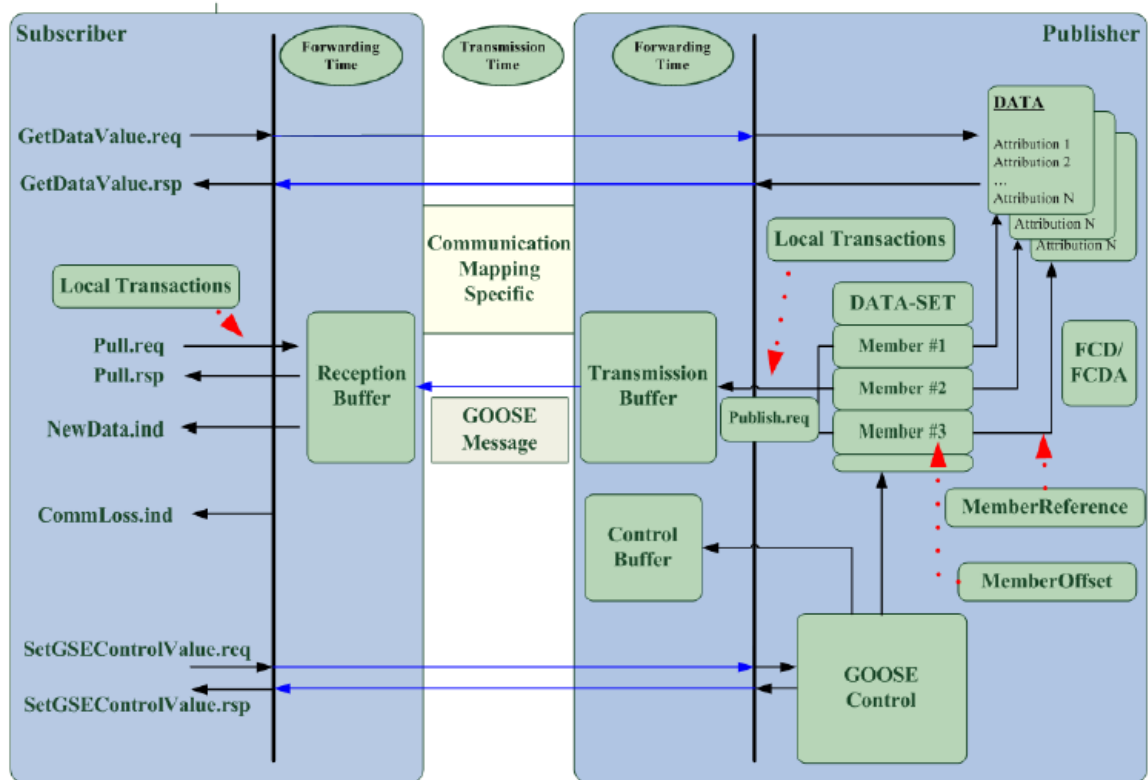 Subscriber
Publisher
Forwarding
Time
Transmission
Time
Forwarding
Time
DATA
Attribution 1
Attribution 2
...
Attribution N
Attribution N
Attribution N
GetDataValue.req
GetDataValue.rsp
Communication
Mapping
Specific
Local Transactions
Local Transactions
DATA-SET
Member #1
Member #2
Member #3
FCD/
FCDA
Pull.req
Pull.rsp
NewData.ind
Reception
Buffer
Transmission
Buffer
GOOSE
Message
Publish.req
CommLoss.ind
Control
Buffer
MemberReference
MemberOffset
SetGSEControlValue.req
SetGSEControlValue.rsp
GOOSE
Control